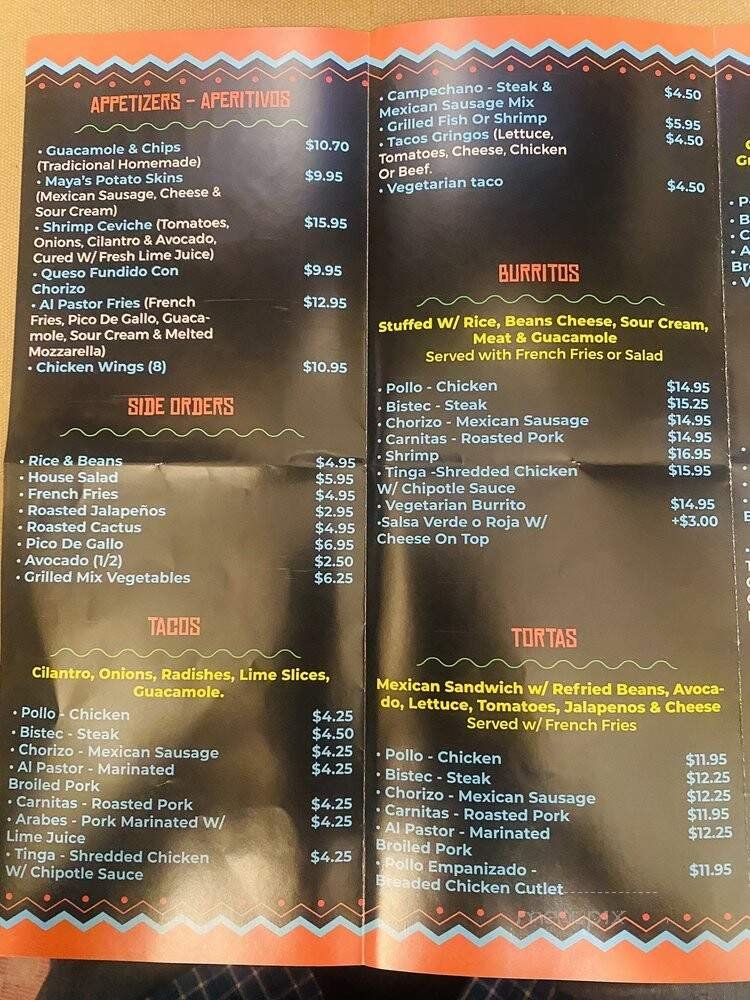 APPETIZERS - APERITIVOS
• Guacamole & Chips $10.70
(Tradicional Homemade)
• Maya's Potato Skins $9.95
(Mexican Sausage, Cheese &
Sour Cream)
• Shrimp Ceviche (Tomatoes, $15.95
Onions, Cilantro & Avocado,
Cured W/ Fresh Lime Juice)
• Queso Fundido Con $9.95
Chorizo
• Al Pastor Fries (French $12.95
Fries, Pico De Gallo, Guaca-
mole, Sour Cream & Melted
Mozzarella)
• Chicken Wings (8) $10.95
SIDE ORDERS
• Rice & Beans $4.95
• House Salad $5.95
• French Fries $4.95
• Roasted Jalapeños $2.95
• Roasted Cactus $4.95
• Pico De Gallo $6.95
• Avocado (1/2) $2.50
• Grilled Mix Vegetables $6.25
TACOS
Cilantro, Onions, Radishes, Lime Slices,
Guacamole.
• Pollo - Chicken $4.25
• Bistec - Steak $4.50
• Chorizo - Mexican Sausage $4.25
• Al Pastor - Marinated $4.25
Broiled Pork
• Carnitas - Roasted Pork $4.25
• Arabes - Pork Marinated W/ $4.25
Lime Juice
• Tinga - Shredded Chicken $4.25
W/ Chipotle Sauce
• Campechano - Steak & $4.50
Mexican Sausage Mix
• Grilled Fish Or Shrimp $5.95
• Tacos Gringos (Lettuce, $4.50
Tomatoes, Cheese, Chicken
Or Beef.
• Vegetarian taco $4.50
BURRITOS
Stuffed W/ Rice, Beans Cheese, Sour Cream,
Meat & Guacamole
Served with French Fries or Salad
• Pollo - Chicken $14.95
• Bistec - Steak $15.25
• Chorizo - Mexican Sausage $14.95
• Carnitas - Roasted Pork $14.95
• Shrimp $16.95
• Tinga -Shredded Chicken $15.95
W/ Chipotle Sauce
• Vegetarian Burrito $14.95
•Salsa Verde o Roja W/ +$3.00
Cheese On Top
TORTAS
Mexican Sandwich w/ Refried Beans, Avoca-
do, Lettuce, Tomatoes, Jalapenos & Cheese
Served w/ French Fries
• Pollo - Chicken $11.95
• Bistec - Steak $12.25
• Chorizo - Mexican Sausage $12.25
• Carnitas - Roasted Pork $11.95
• Al Pastor - Marinated $12.25
Broiled Pork
• Pollo Empanizado - $11.95
Breaded Chicken Cutlet